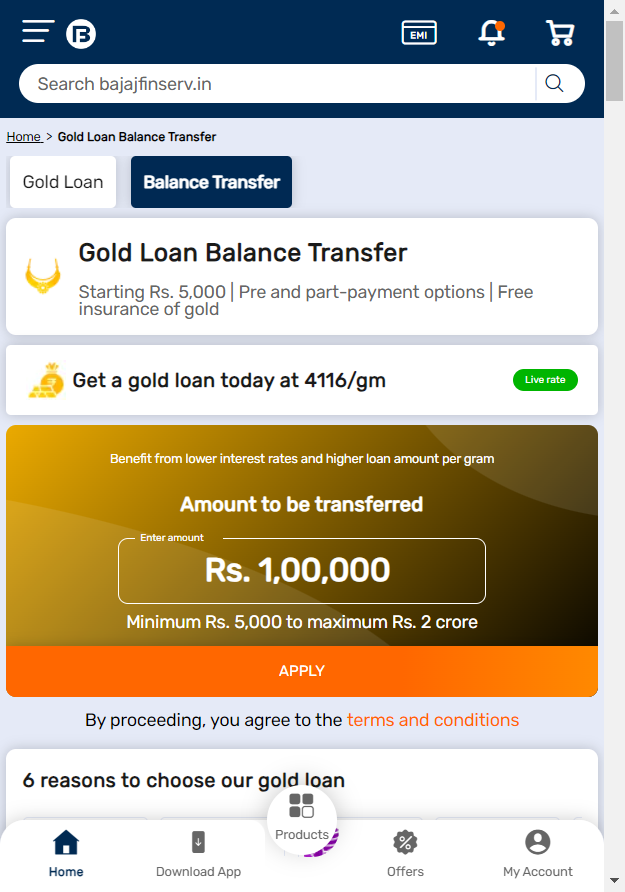 EMI
Search bajajfinserv.in
Home > Gold Loan Balance Transfer
Gold Loan
Balance Transfer
Gold Loan Balance Transfer
Starting Rs. 5,000 | Pre and part-payment options | Free
insurance of gold
Get a gold loan today at 4116/gm
Live rate
Benefit from lower interest rates and higher loan amount per gram
Amount to be transferred
Enter amount
Rs. 1,00,000
Minimum Rs. 5,000 to maximum Rs. 2 crore
APPLY
By proceeding, you agree to the terms and conditions
6 reasons to choose our gold loan
Products
Home
Download App
Offers
My Account